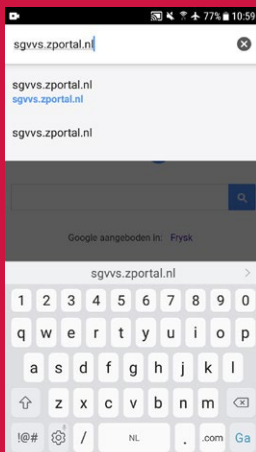 77% 10:59
sgvvs.zportal.nl
sgvvs.zportal.nl
sgvvs.zportal.nl
sgvvs.zportal.nl
Google aangeboden in: Frysk
sgvvs.zportal.nl
1 2 3 4 5 6 7 8 9 0
q w e r t y u i o p
a s d f g h j k l
z x c v b n m
!@# / NL . .com Ga